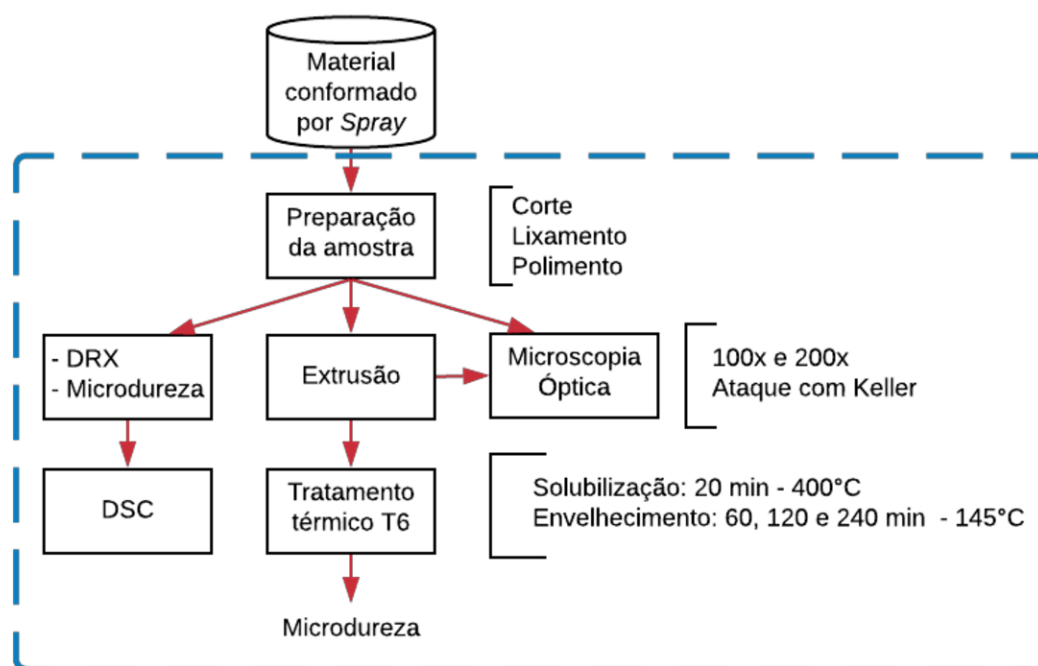 Material
conformado
por Spray
Preparação
da amostra
Corte
Lixamento
Polimento
- DRX
- Microdureza
Extrusão
Microscopia
Óptica
100x e 200x
Ataque com Keller
DSC
Tratamento
térmico T6
Solubilização: 20 min - 400°C
Envelhecimento: 60, 120 e 240 min - 145°C
Microdureza